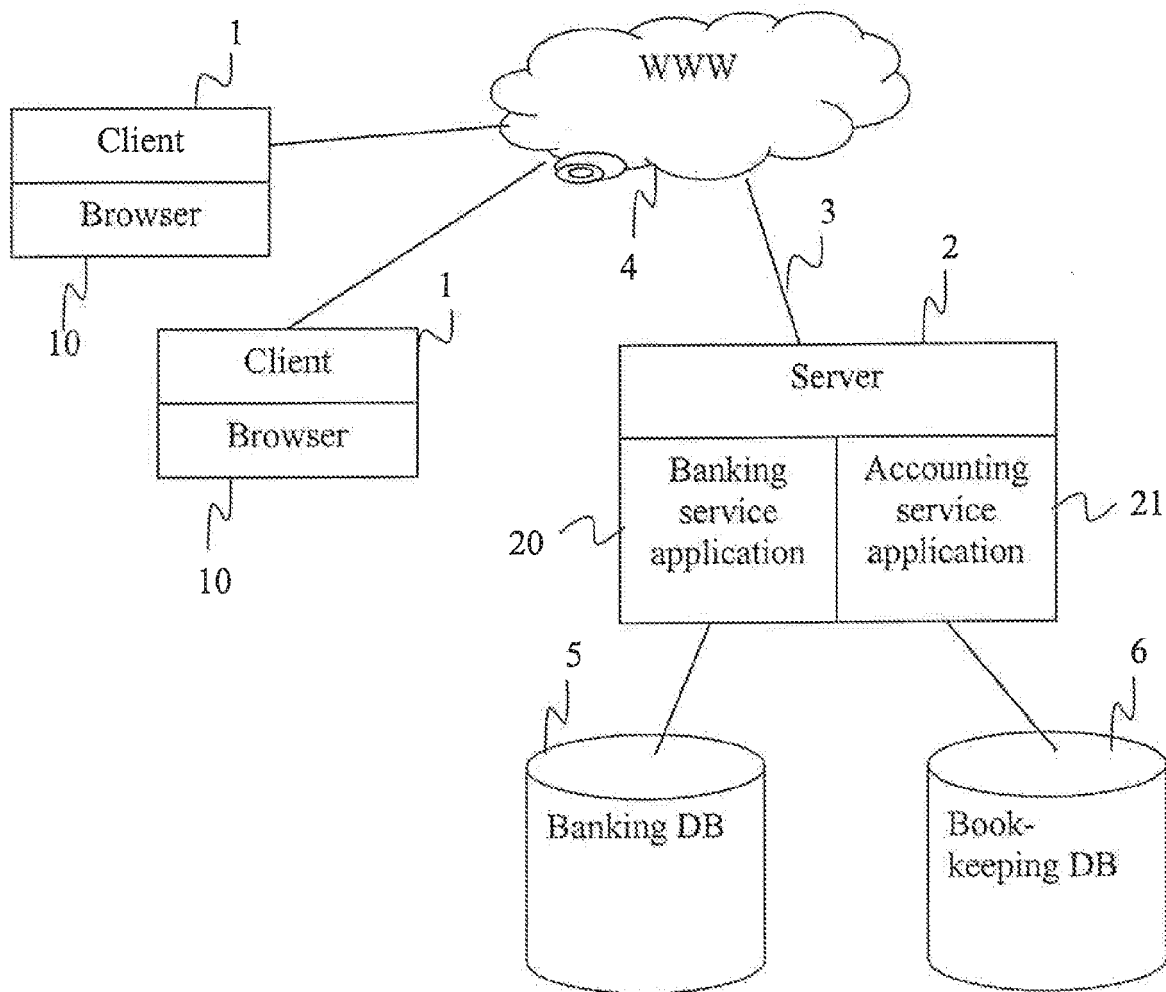 1
WWW
Client
Browser
10
4
3
2
1
Client
Browser
10
Server
Banking
service
application
Accounting
service
application
20
21
5
6
Banking DB
Book-
keeping DB